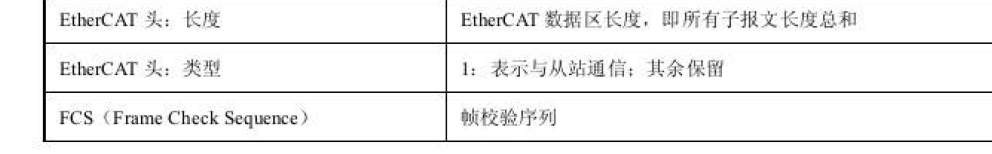 EtherCAT 头：长度
EtherCAT 数据区长度，即所有子报文长度总和
EtherCAT 头：类型
1：表示与从站通信；其余保留
FCS（Frame Check Sequence）
帧校验序列